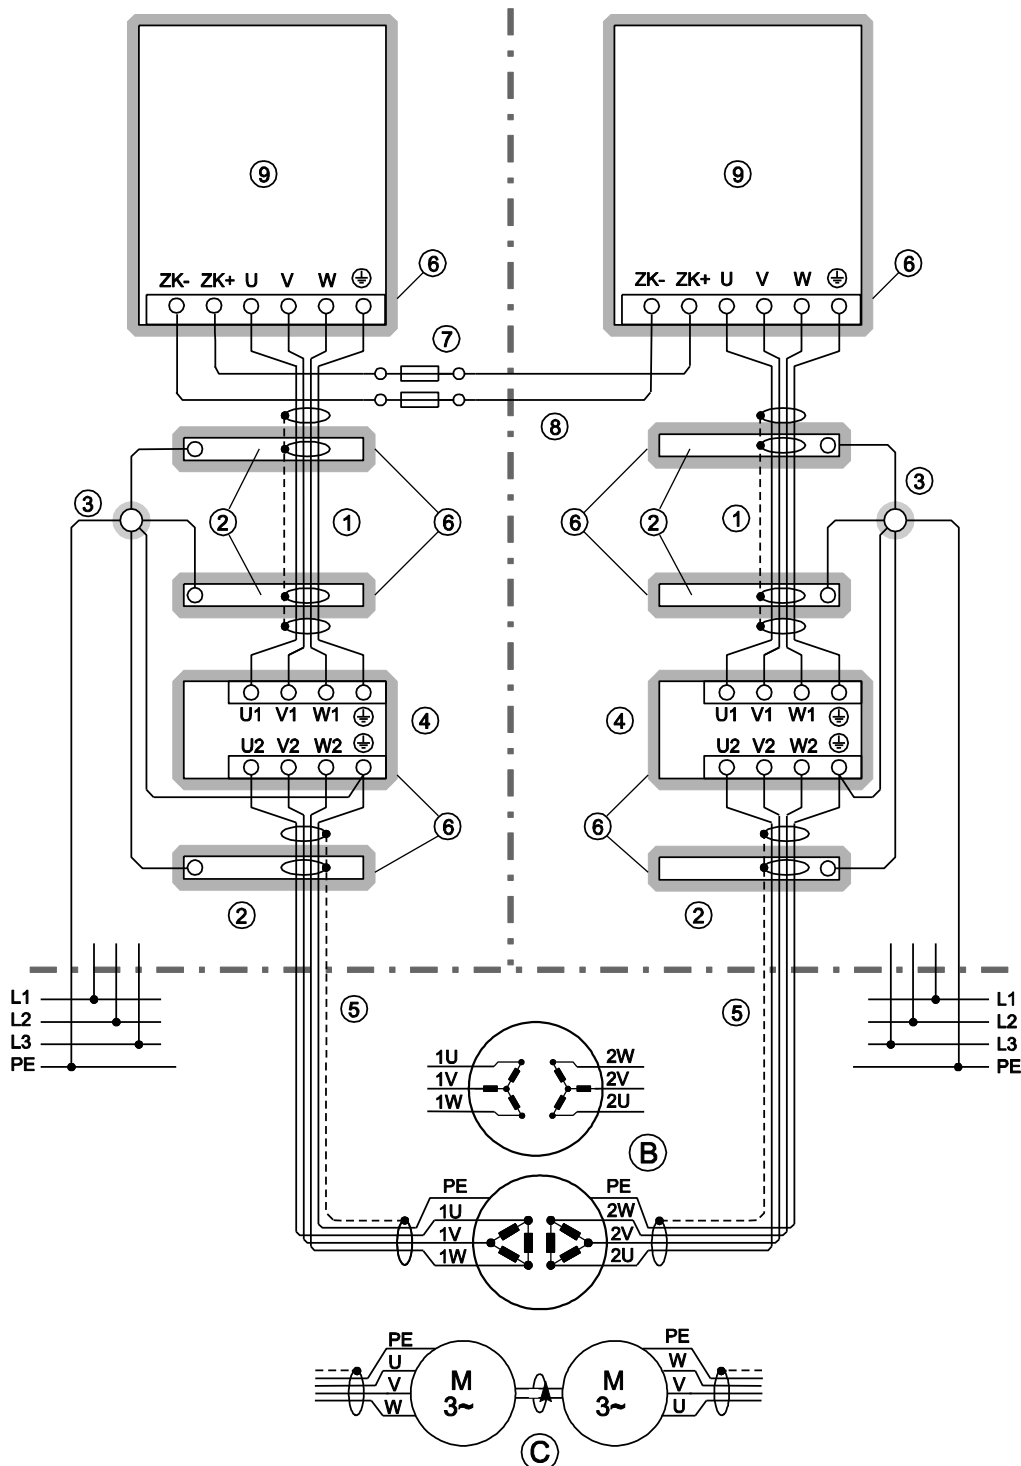 9 9
6 6
ZK- ZK+ U V W ZK- ZK+ U V W
7
8
3 2 1 6 6 2 1 3
U1 V1 W1 4 4 U1 V1 W1
U2 V2 W2 U2 V2 W2
6 6
2 2
5 5
L1 L1
L2 L2
L3 L3
PE PE
1U 2W
1V 2V
1W 2U
B
PE PE
1U 2W
1V 2V
1W 2U
PE PE
U M M W
V 3~ 3~ V
W U
C